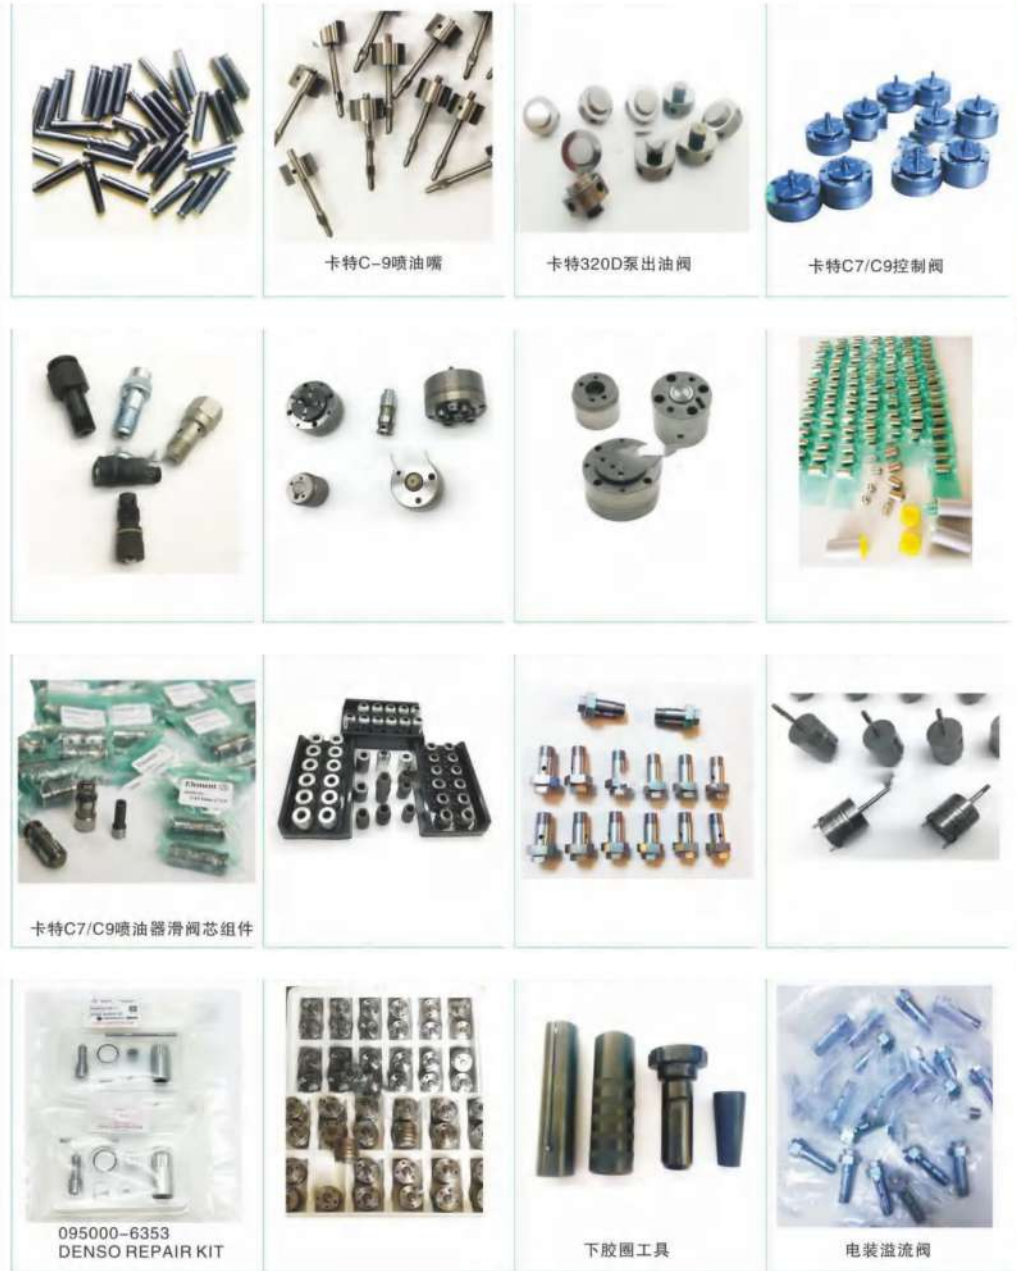 卡特C-9喷油嘴
卡特320D泵出油阀
卡特C7/C9控制阀
Element
卡特C7/C9喷油器滑阀芯组件
095000-6353
DENSO REPAIR KIT
下胶圈工具
电装溢流阀